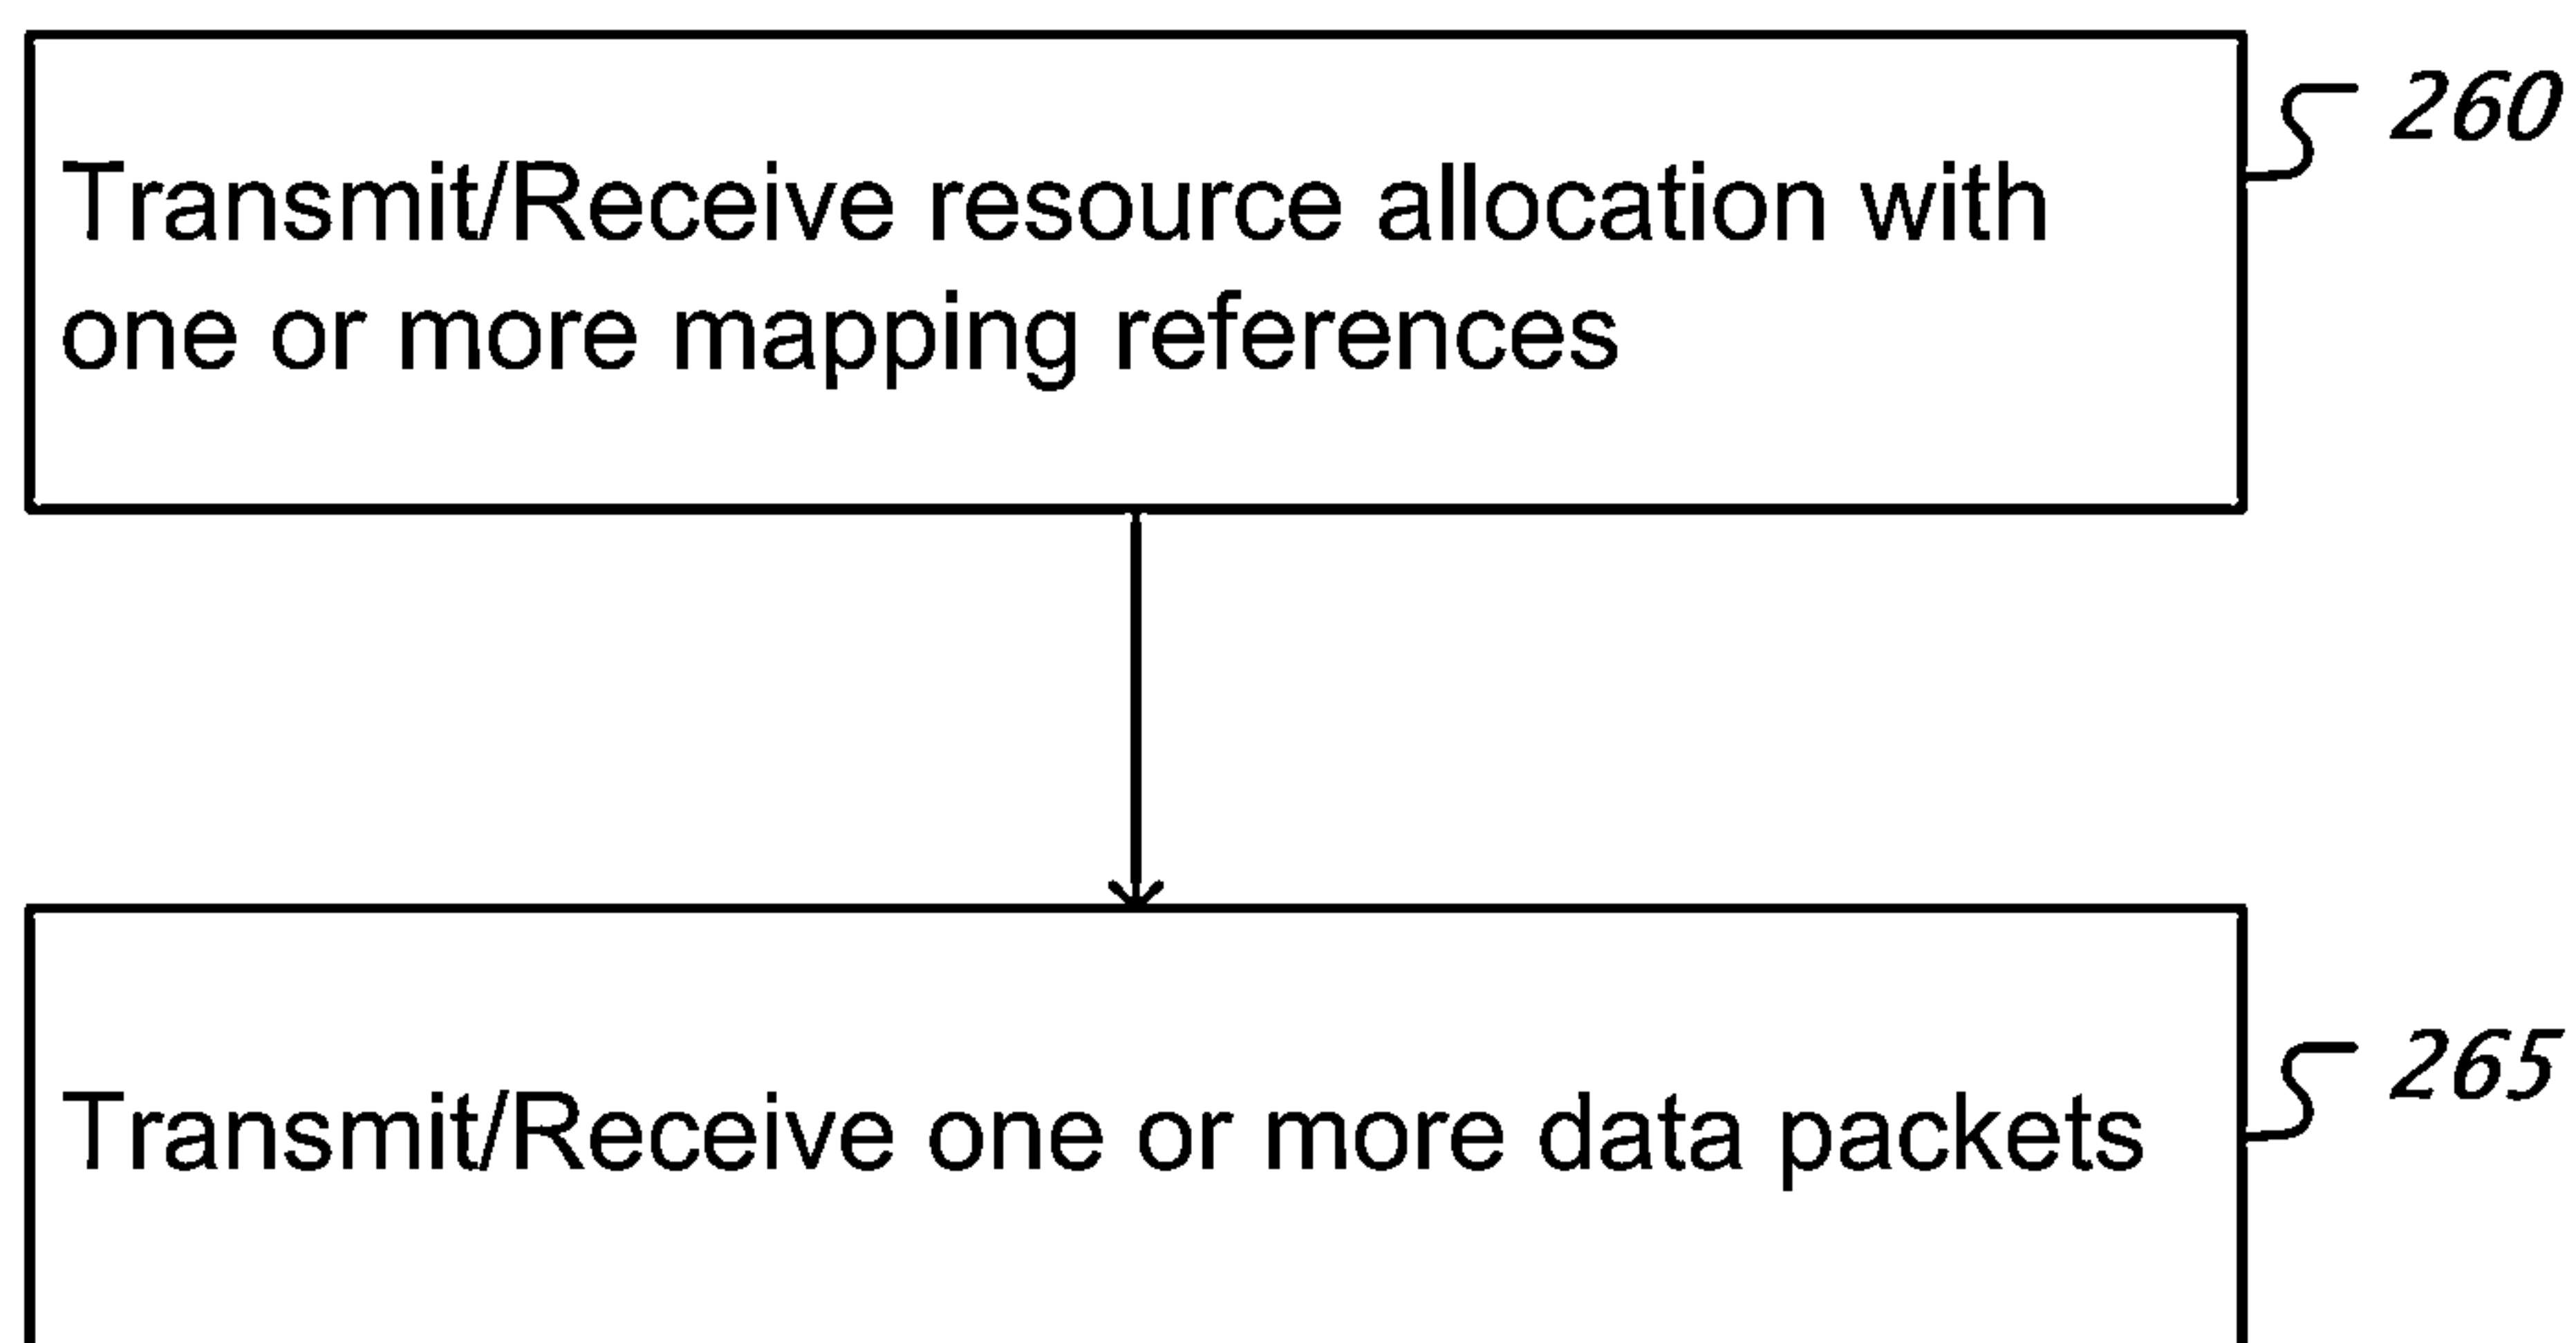 260
Transmit/Receive resource allocation with
one or more mapping references
265
Transmit/Receive one or more data packets